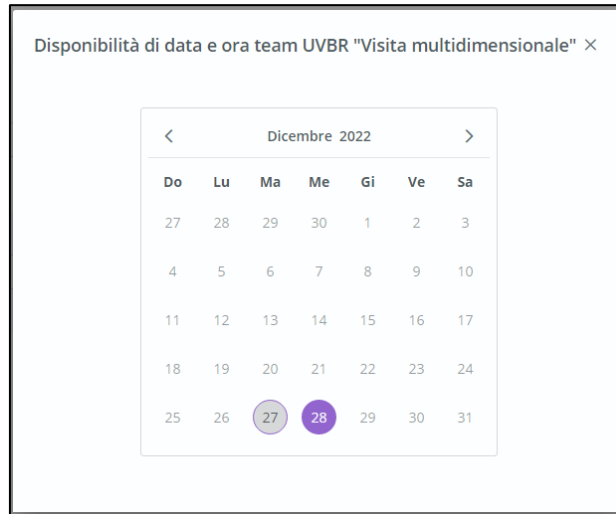 Disponibilità di data e ora team UVBR "Visita multidimensionale" ×
< Dicembre 2022 >
Do Lu Ma Me Gi Ve Sa
27 28 29 30 1 2 3
4 5 6 7 8 9 10
11 12 13 14 15 16 17
18 19 20 21 22 23 24
25 26 27 28 29 30 31